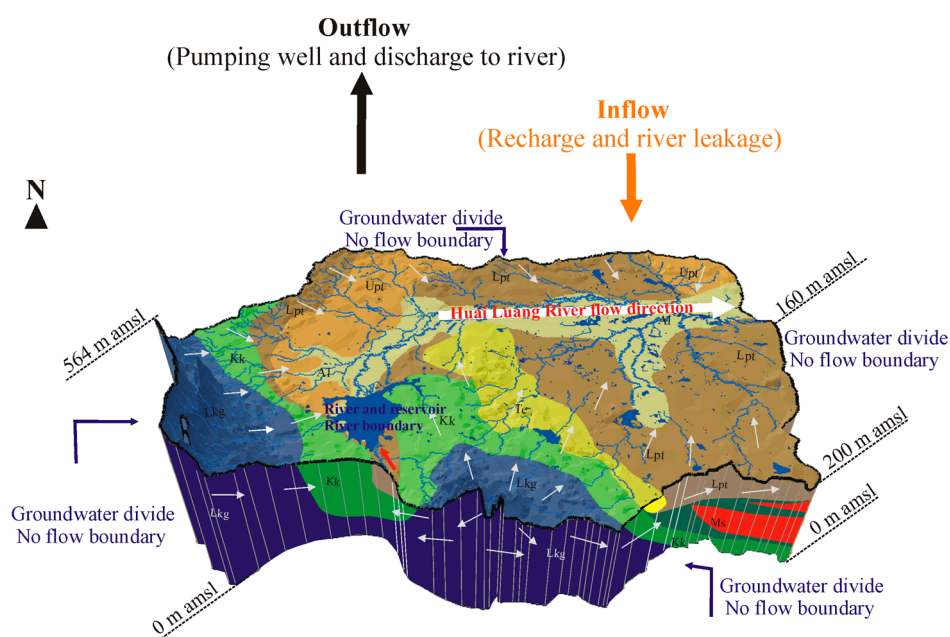 Outflow
(Pumping well and discharge to river)
Inflow
(Recharge and river leakage)
N
Groundwater divide
No flow boundary
Upt
Lpt
Upt
160 m amsl
Lpt
Huai Luang River flow direction
Al
564 m amsl
Kk
Lpt
Groundwater divide
No flow boundary
Al
Lkg
River and reservoir
River boundary
Kk
Tc
Lpt
200 m amsl
Kk
Lkg
Lpt
Groundwater divide
No flow boundary
Lkg
Ms
0 m amsl
Lkg
Kk
0 m amsl
Groundwater divide
No flow boundary